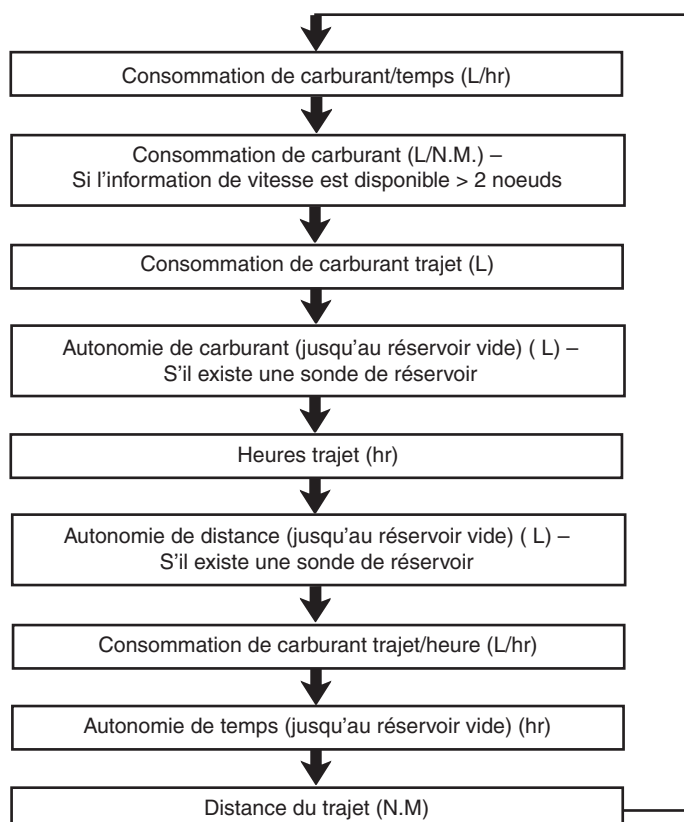 Consommation de carburant/temps (L/hr)
Consommation de carburant (L/N.M.) –
Si l'information de vitesse est disponible > 2 noeuds
Consommation de carburant trajet (L)
Autonomie de carburant (jusqu'au réservoir vide) ( L) –
S'il existe une sonde de réservoir
Heures trajet (hr)
Autonomie de distance (jusqu'au réservoir vide) ( L) –
S'il existe une sonde de réservoir
Consommation de carburant trajet/heure (L/hr)
Autonomie de temps (jusqu'au réservoir vide) (hr)
Distance du trajet (N.M)